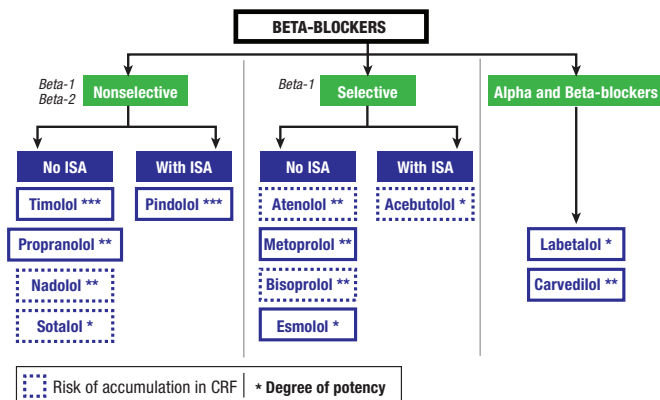 BETA-BLOCKERS
Beta-1
Beta-2
Nonselective
Beta-1
Selective
Alpha and Beta-blockers
No ISA
With ISA
No ISA
With ISA
Timolol ***
Pindolol ***
Atenolol **
Acebutolol *
Propranolol **
Metoprolol **
Labetalol *
Nadolol **
Bisoprolol **
Carvedilol **
Sotalol *
Esmolol *
Risk of accumulation in CRF
* Degree of potency